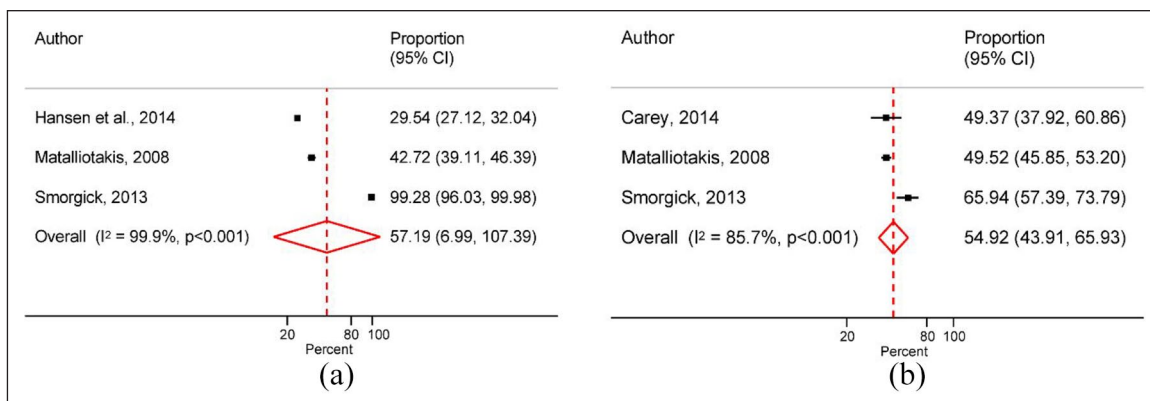 Author Proportion
(95% CI)
Hansen et al., 2014 29.54 (27.12, 32.04)
Matalliotakis, 2008 42.72 (39.11, 46.39)
Smorgick, 2013 99.28 (96.03, 99.98)
Overall (I² = 99.9%, p<0.001) 57.19 (6.99, 107.39)
20 80 100
Percent
(a)
Author Proportion
(95% CI)
Carey, 2014 49.37 (37.92, 60.86)
Matalliotakis, 2008 49.52 (45.85, 53.20)
Smorgick, 2013 65.94 (57.39, 73.79)
Overall (I² = 85.7%, p<0.001) 54.92 (43.91, 65.93)
20 80 100
Percent
(b)